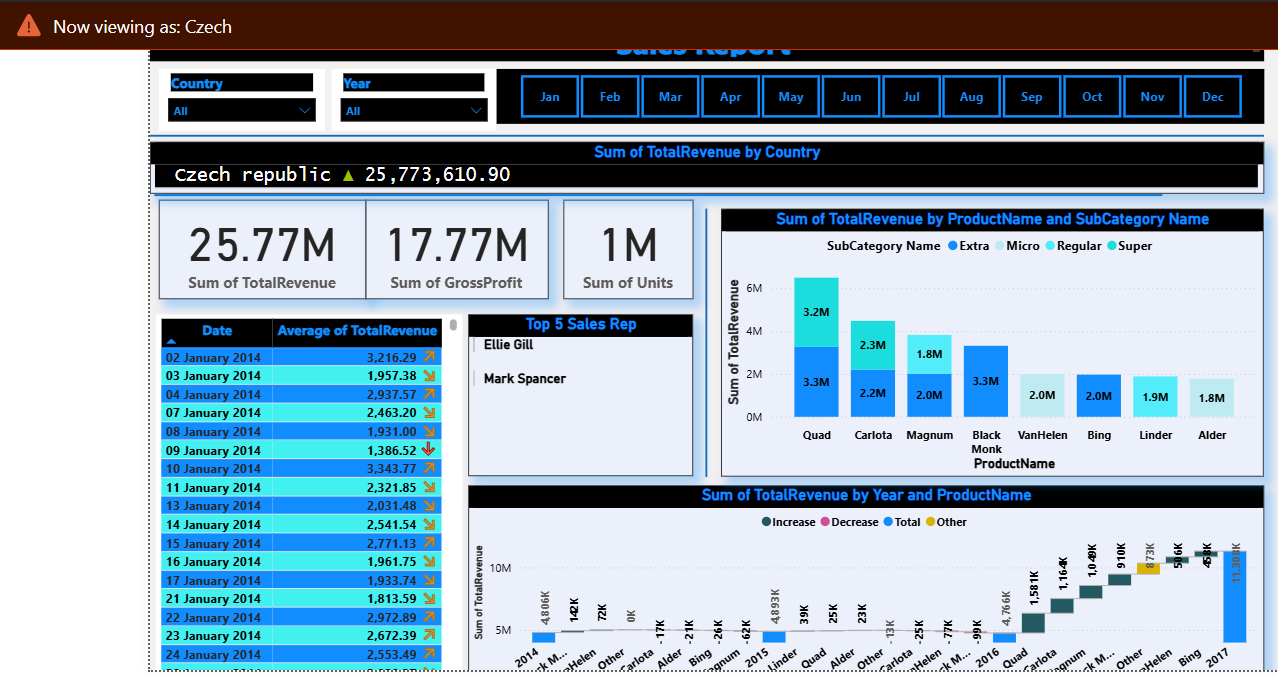 Now viewing as: Czech
Sales Report
Country
All
Year
All
Jan Feb Mar Apr May Jun Jul Aug Sep Oct Nov Dec
Sum of TotalRevenue by Country
Czech republic ▲ 25,773,610.90
25.77M
Sum of TotalRevenue
17.77M
Sum of GrossProfit
1M
Sum of Units
Sum of TotalRevenue by ProductName and SubCategory Name
SubCategory Name Extra Micro Regular Super
Sum of TotalRevenue
6M
4M
2M
0M
3.2M
3.3M
2.3M
2.2M
1.8M
2.0M
3.3M
2.0M
2.0M
1.9M
1.8M
Quad Carlota Magnum Black Monk VanHelen Bing Linder Alder
ProductName
Date Average of TotalRevenue
02 January 2014 3,216.29
03 January 2014 1,957.38
04 January 2014 2,937.57
07 January 2014 2,463.20
08 January 2014 1,931.00
09 January 2014 1,386.52
10 January 2014 3,343.77
11 January 2014 2,321.85
13 January 2014 2,031.48
14 January 2014 2,541.54
15 January 2014 2,771.13
16 January 2014 1,961.75
17 January 2014 1,933.74
21 January 2014 1,813.59
22 January 2014 2,972.89
23 January 2014 2,672.39
24 January 2014 2,553.49
Top 5 Sales Rep
Ellie Gill
Mark Spancer
Sum of TotalRevenue by Year and ProductName
Increase Decrease Total Other
Sum of TotalRevenue
10M
5M
4,806K 142K 72K 0K -17K -21K -26K -62K 4,893K 39K 25K 23K -13K -25K -77K -99K 4,766K 1,581K 1,164K 1,049K 910K 873K 506K 458K 11,308K
2014 ck M... nHelen Other Carlota Alder Bing agnum 2015 Linder Quad Alder Other Carlota nHelen ck M... 2016 Quad Carlota agnum ck M... Other Helen Bing 2017